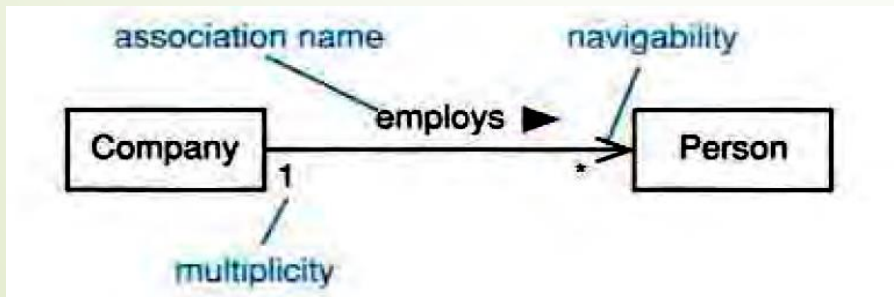 association name
navigability
employs
Company
Person
1
*
multiplicity